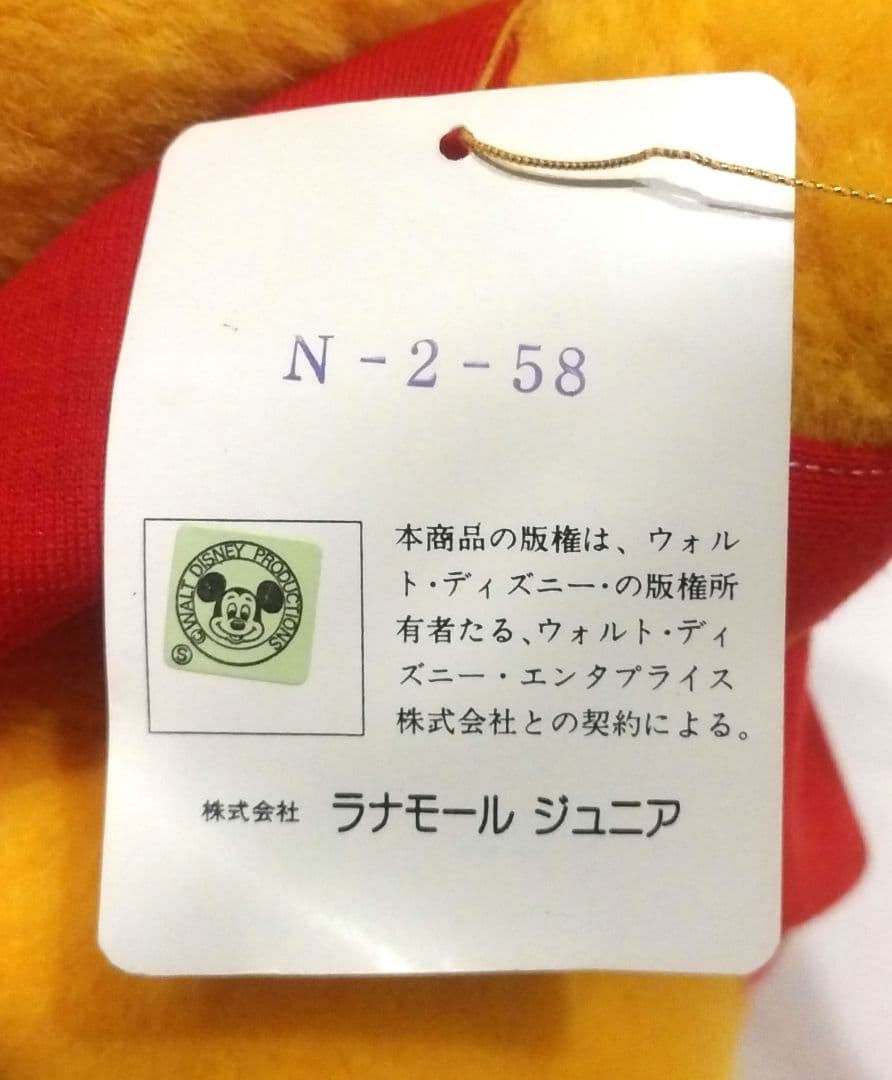 N-2-58
©WALT DISNEY PRODUCTIONS
S
本商品の版権は、ウォル
ト・ディズニー・の版権所
有者たる、ウォルト・ディ
ズニー・エンタプライス
株式会社との契約による。
株式会社 ラナモール ジュニア